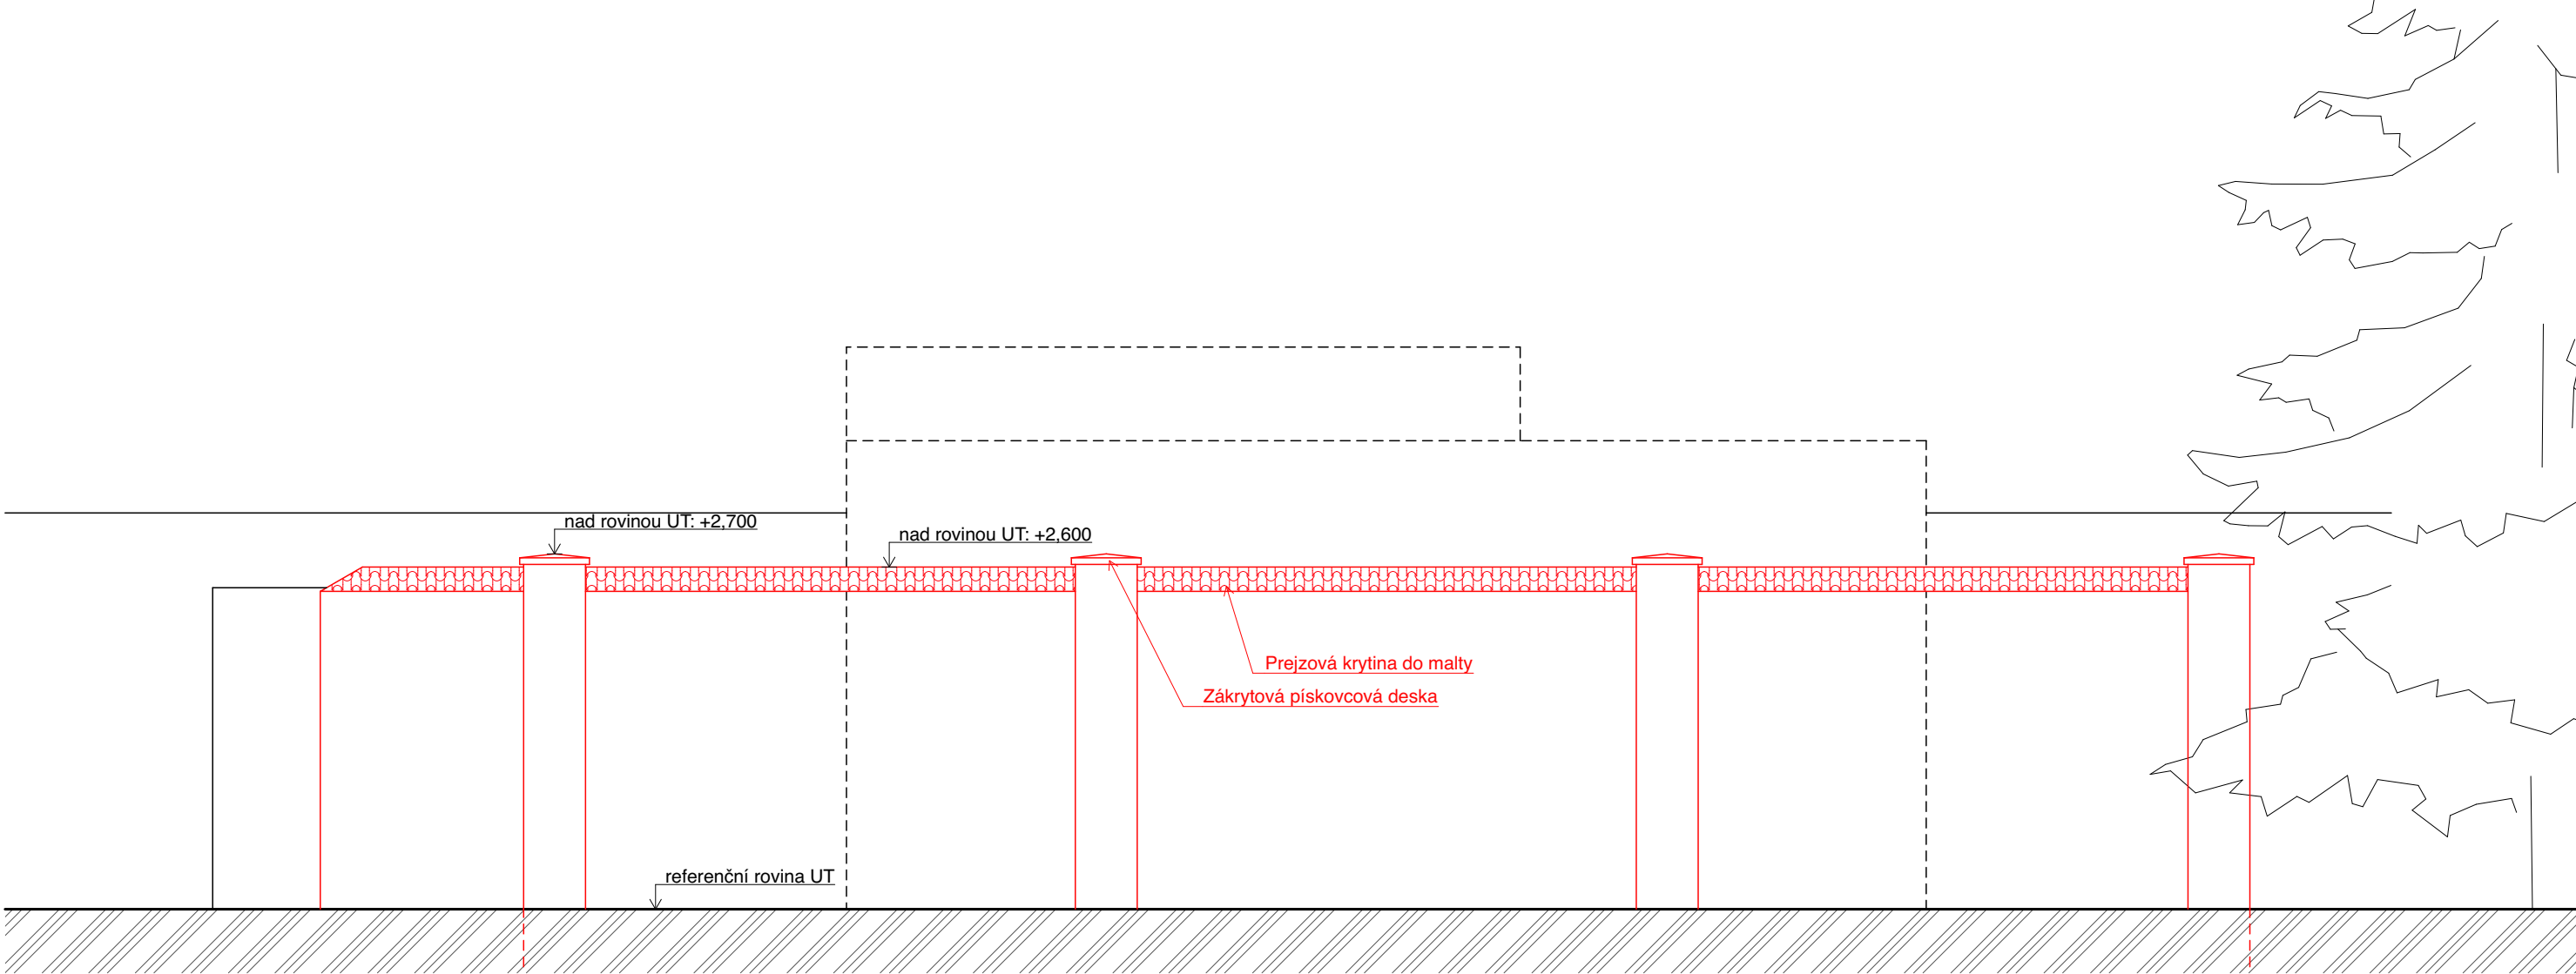 nad rovinou UT: +2,700
nad rovinou UT: +2,600
Prejzová krytina do malty
Zákrytová pískovcová deska
referenční rovina UT